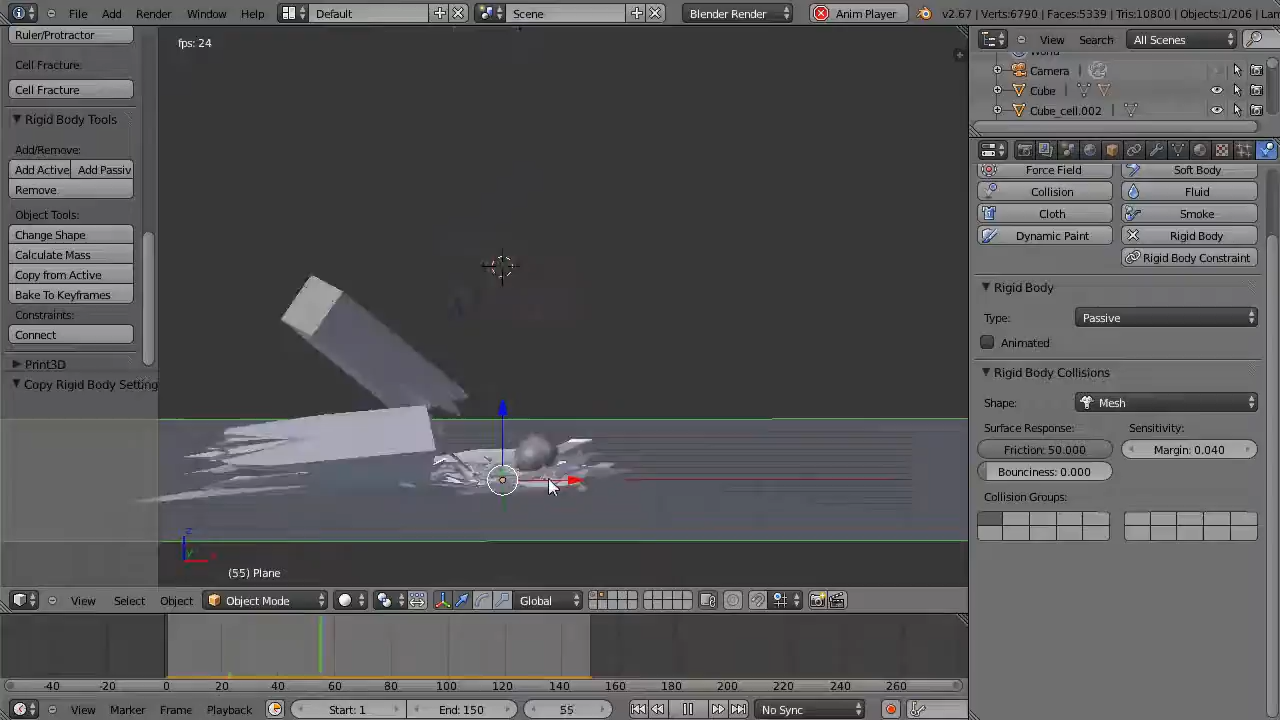 File Add Render Window Help Default Scene Blender Render Anim Player v2.67 | Verts:6790 | Faces:5339 | Tris:10800 | Objects:1/206 | Lam
Ruler/Protractor
Cell Fracture:
Cell Fracture
Rigid Body Tools
Add/Remove:
Add Active Add Passiv
Remove
Object Tools:
Change Shape
Calculate Mass
Copy from Active
Bake To Keyframes
Constraints:
Connect
Print3D
Copy Rigid Body Setting
fps: 24
z
y
x
(55) Plane
View Select Object Object Mode Global
-40 -20 0 20 40 60 80 100 120 140 160 180 200 220 240 260
View Marker Frame Playback Start: 1 End: 150 55 No Sync
View Search All Scenes
World
Camera
Cube
Cube_cell.002
Force Field Soft Body
Collision Fluid
Cloth Smoke
Dynamic Paint Rigid Body
Rigid Body Constraint
Rigid Body
Type: Passive
Animated
Rigid Body Collisions
Shape: Mesh
Surface Response: Sensitivity:
Friction: 50.000 Margin: 0.040
Bounciness: 0.000
Collision Groups: